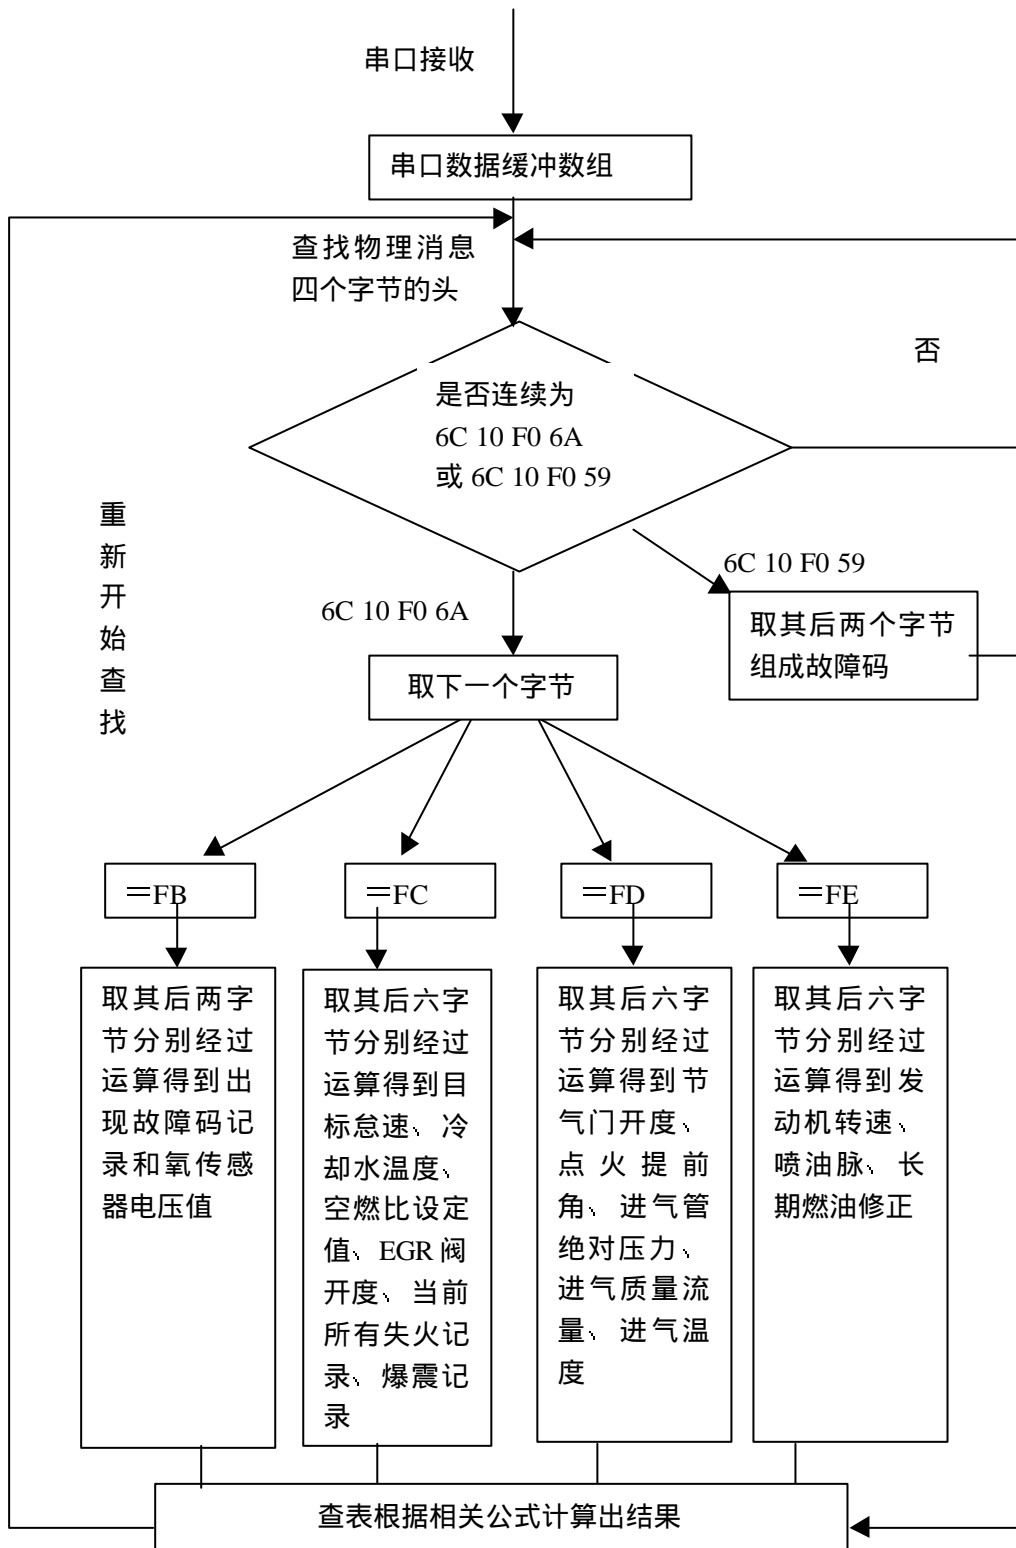 串口接收
串口数据缓冲数组
查找物理消息
四个字节的头
否
是否连续为
6C 10 F0 6A
或 6C 10 F0 59
重
新
开
始
查
找
6C 10 F0 59
6C 10 F0 6A
取其后两个字节
组成故障码
取下一个字节
=FB
=FC
=FD
=FE
取其后两字
节分别经过
运算得到出
现故障码记
录和氧传感
器电压值
取其后六字
节分别经过
运算得到目
标怠速、冷
却水温度、
空燃比设定
值、EGR 阀
开度、当前
所有失火记
录、爆震记
录
取其后六字
节分别经过
运算得到节
气门开度、
点火提前
角、进气管
绝对压力、
进气质量流
量、进气温
度
取其后六字
节分别经过
运算得到发
动机转速、
喷油脉、长
期燃油修正
查表根据相关公式计算出结果